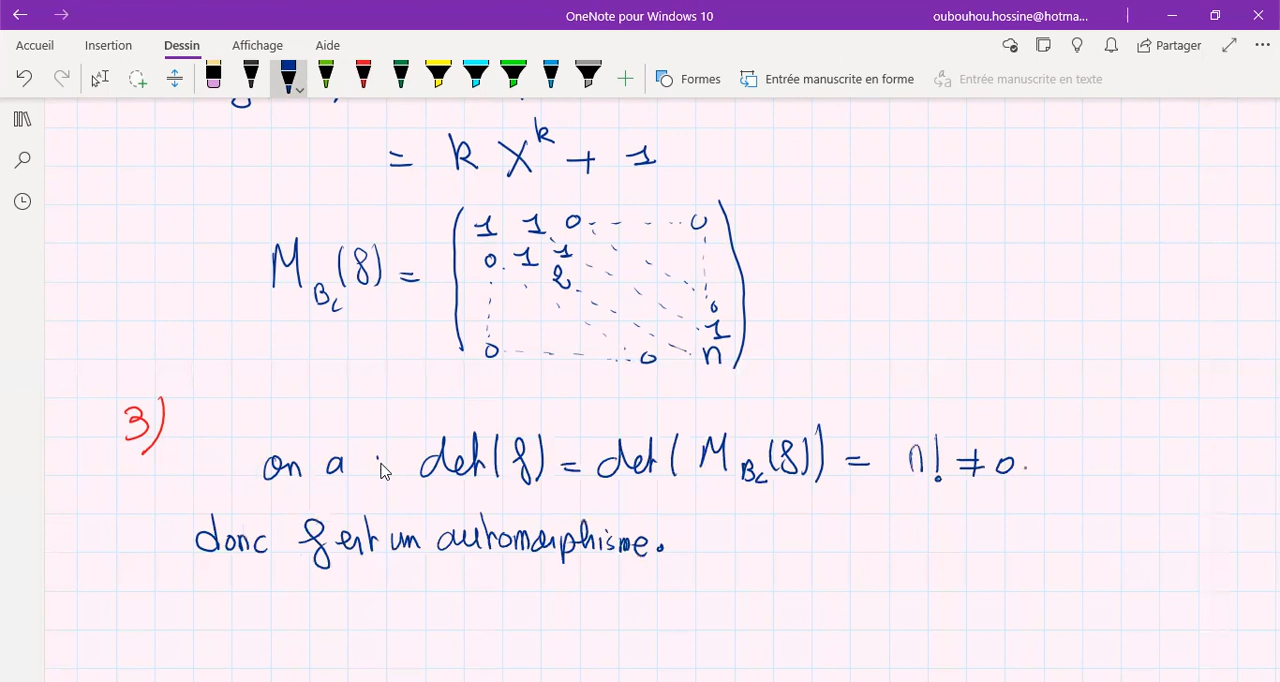 OneNote pour Windows 10
oubouhou.hossine@hotma...
Accueil Insertion Dessin Affichage Aide Partager
Formes Entrée manuscrite en forme Entrée manuscrite en texte
= k X^k + 1
M_Bc(f) =
1 1 0 - - - 0
0 1 1
2
0
1
0 - - - 0 n
3)
on a : det(f) = det(M_Bc(f)) = n! ≠ 0.
donc f est un automorphisme.